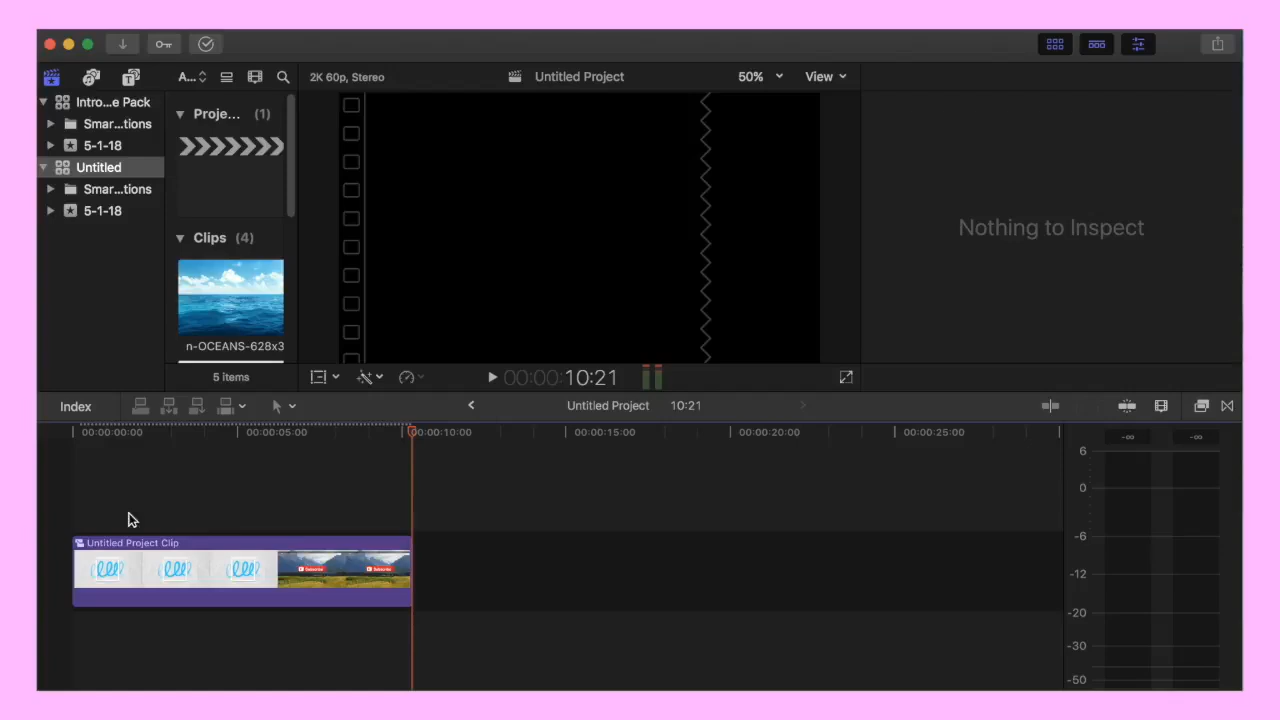 A...
2K 60p, Stereo
Untitled Project
50%
View
Intro...e Pack
Smar...tions
5-1-18
Untitled
Smar...tions
5-1-18
Proje... (1)
Clips (4)
n-OCEANS-628x3
5 items
Nothing to Inspect
00:00:00:10:21
Index
Untitled Project 10:21
00:00:00:00
00:00:05:00
00:00:10:00
00:00:15:00
00:00:20:00
00:00:25:00
Untitled Project Clip
Subscribe
Subscribe
-∞ -∞
6
0
-6
-12
-20
-30
-50